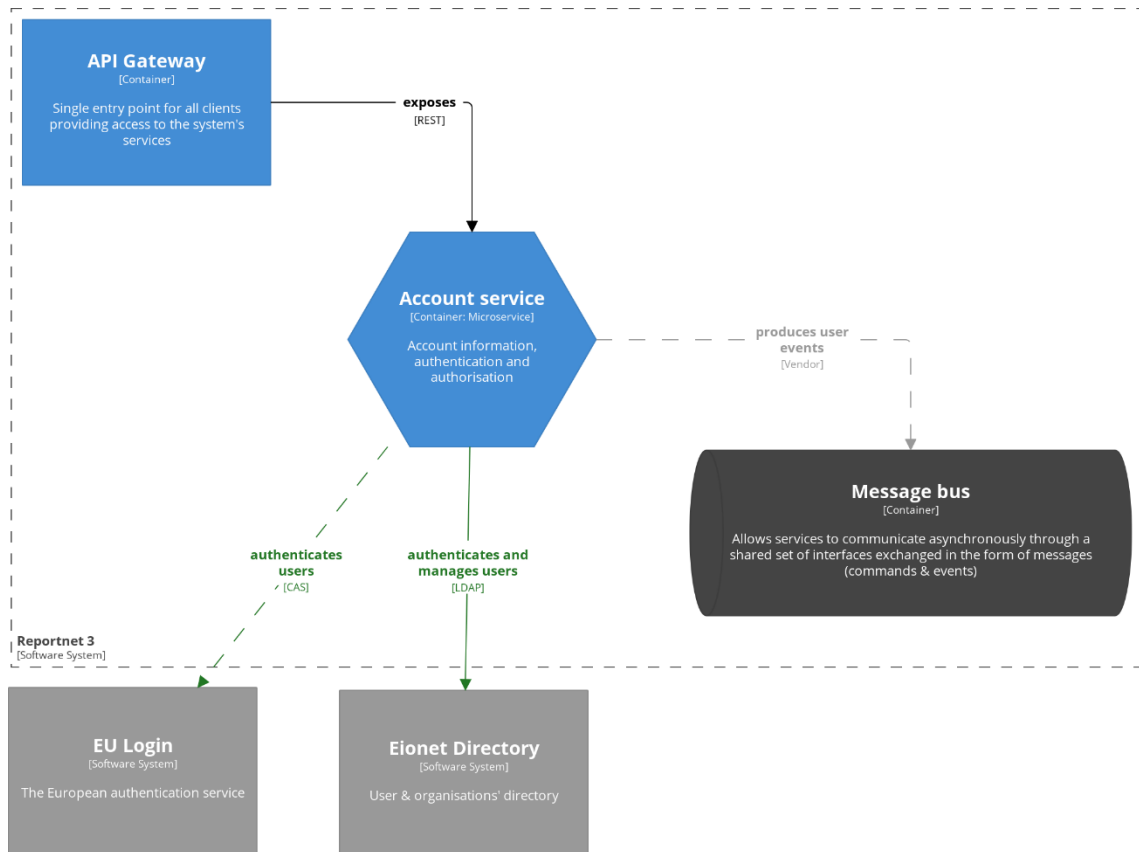 API Gateway
[Container]
Single entry point for all clients
providing access to the system's
services
exposes
[REST]
Account service
[Container: Microservice]
Account information,
authentication and
authorisation
produces user
events
[Vendor]
Message bus
[Container]
Allows services to communicate asynchronously through a
shared set of interfaces exchanged in the form of messages
(commands & events)
authenticates
users
[CAS]
authenticates and
manages users
[LDAP]
Reportnet 3
[Software System]
EU Login
[Software System]
The European authentication service
Eionet Directory
[Software System]
User & organisations' directory